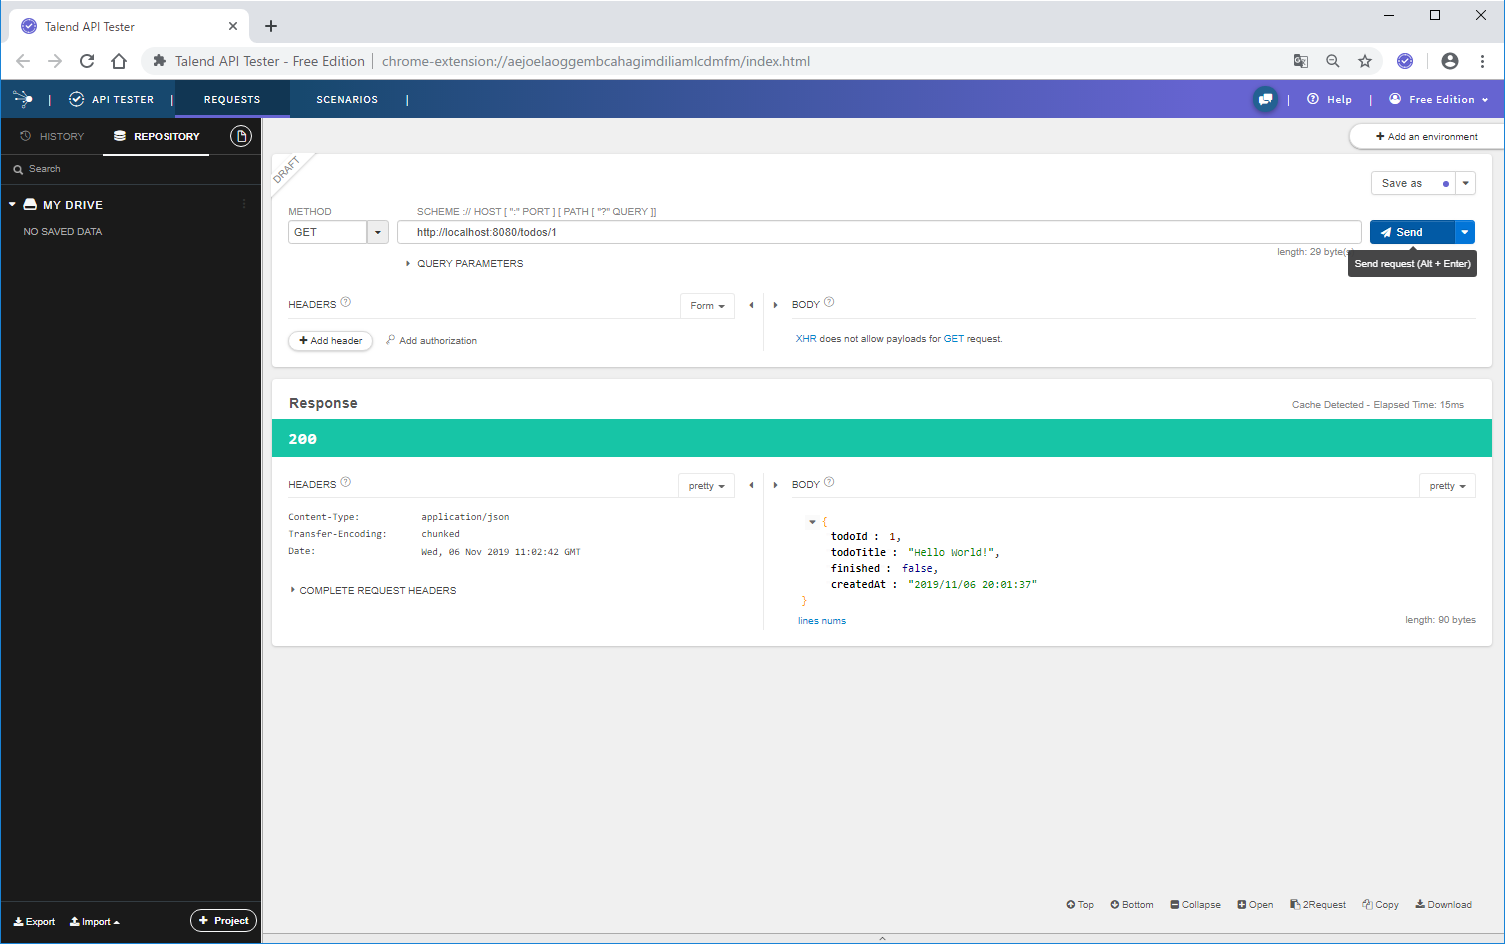 Talend API Tester
Talend API Tester - Free Edition | chrome-extension://aejoelaoggembcahagimdiliamlcdmfm/index.html
| API TESTER | REQUESTS SCENARIOS | | Help | Free Edition
HISTORY REPOSITORY
Add an environment
Search
DRAFT
Save as
MY DRIVE
NO SAVED DATA
METHOD SCHEME :// HOST [ ":" PORT ] [ PATH [ "?" QUERY ]]
GET http://localhost:8080/todos/1 Send
length: 29 byte(s)
Send request (Alt + Enter)
QUERY PARAMETERS
HEADERS ? Form BODY ?
+ Add header Add authorization
XHR does not allow payloads for GET request.
Response
Cache Detected - Elapsed Time: 15ms
200
HEADERS ? pretty BODY ? pretty
Content-Type: application/json
Transfer-Encoding: chunked
Date: Wed, 06 Nov 2019 11:02:42 GMT
COMPLETE REQUEST HEADERS
{
todoId : 1,
todoTitle : "Hello World!",
finished : false,
createdAt : "2019/11/06 20:01:37"
}
lines nums
length: 90 bytes
Top Bottom Collapse Open 2Request Copy Download
Export Import + Project